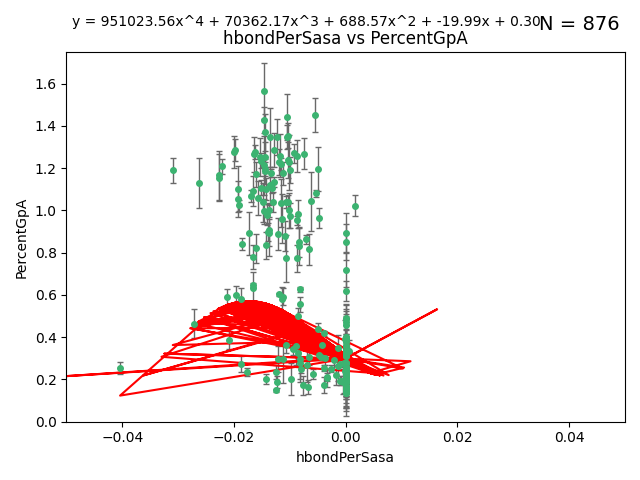 y = 951023.56x^4 + 70362.17x^3 + 688.57x^2 + -19.99x + 0.30
N = 876
hbondPerSasa vs PercentGpA
PercentGpA
1.6
1.4
1.2
1.0
0.8
0.6
0.4
0.2
0.0
−0.04 −0.02 0.00 0.02 0.04
hbondPerSasa